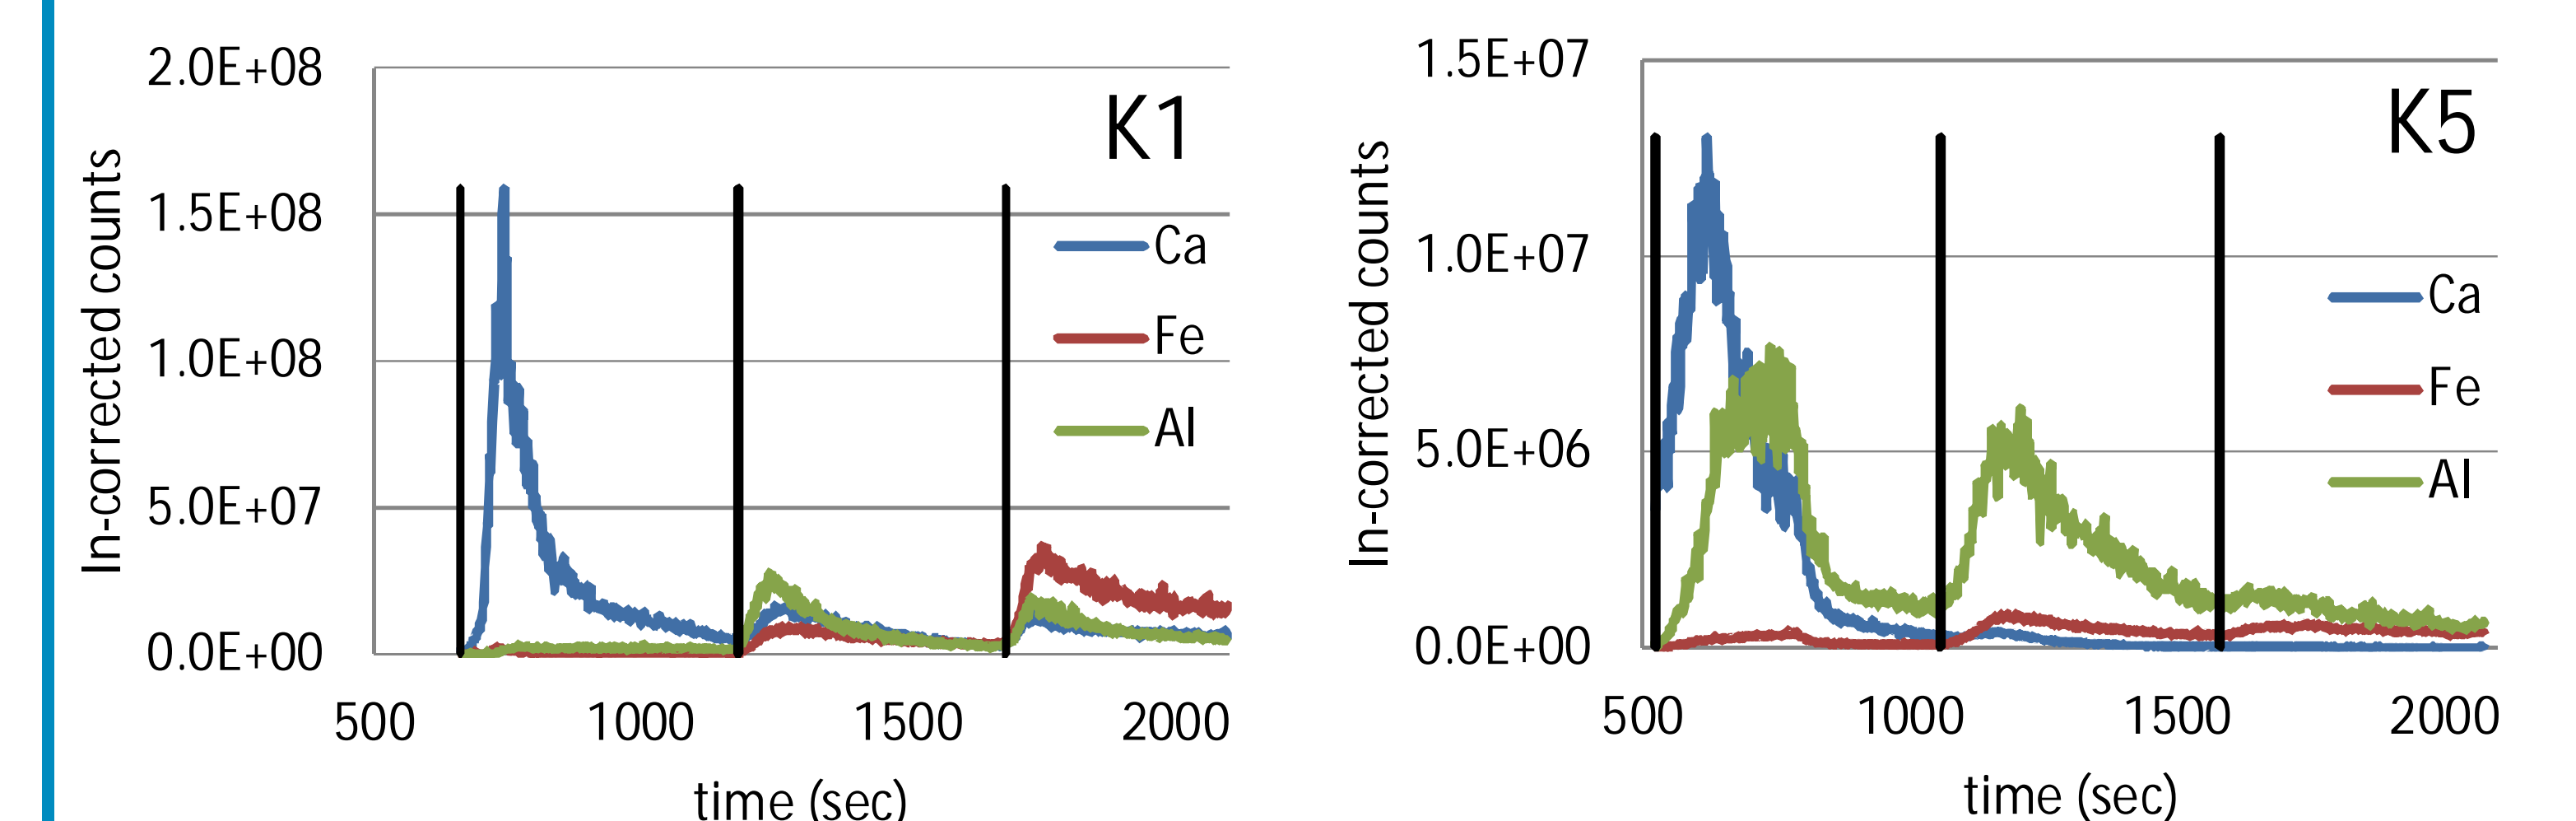 2.0E+08
1.5E+08
1.0E+08
5.0E+07
0.0E+00
In-corrected counts
K1
Ca
Fe
Al
500 1000 1500 2000
time (sec)
1.5E+07
1.0E+07
5.0E+06
0.0E+00
In-corrected counts
K5
Ca
Fe
Al
500 1000 1500 2000
time (sec)